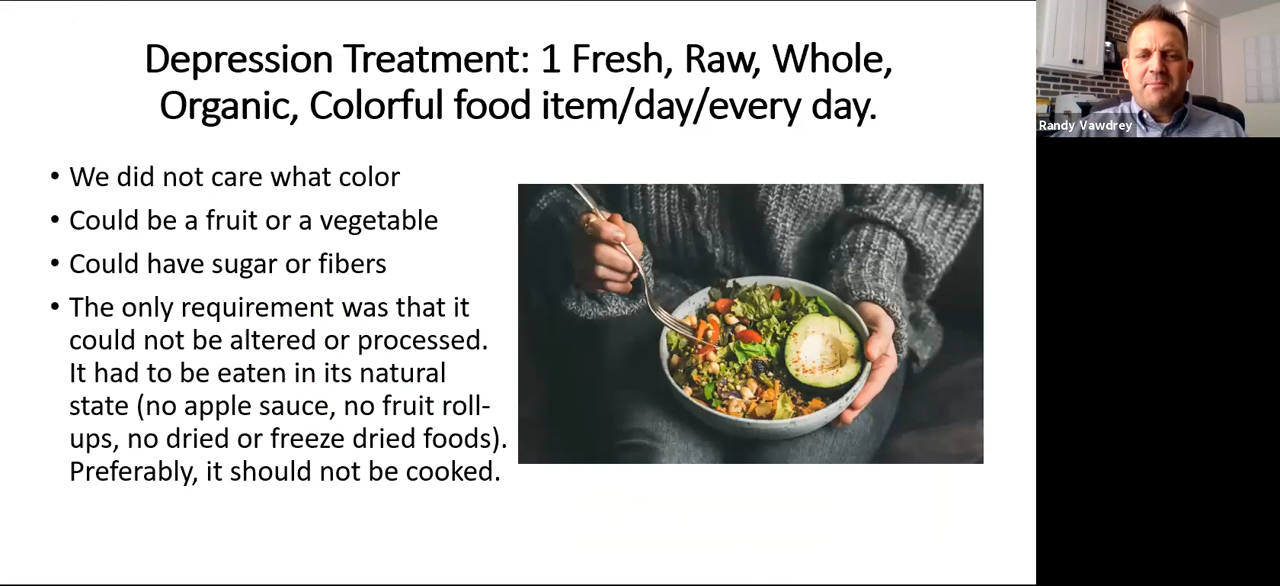 Depression Treatment: 1 Fresh, Raw, Whole,
Organic, Colorful food item/day/every day.
• We did not care what color
• Could be a fruit or a vegetable
• Could have sugar or fibers
• The only requirement was that it
could not be altered or processed.
It had to be eaten in its natural
state (no apple sauce, no fruit roll-
ups, no dried or freeze dried foods).
Preferably, it should not be cooked.
Randy Vawdrey